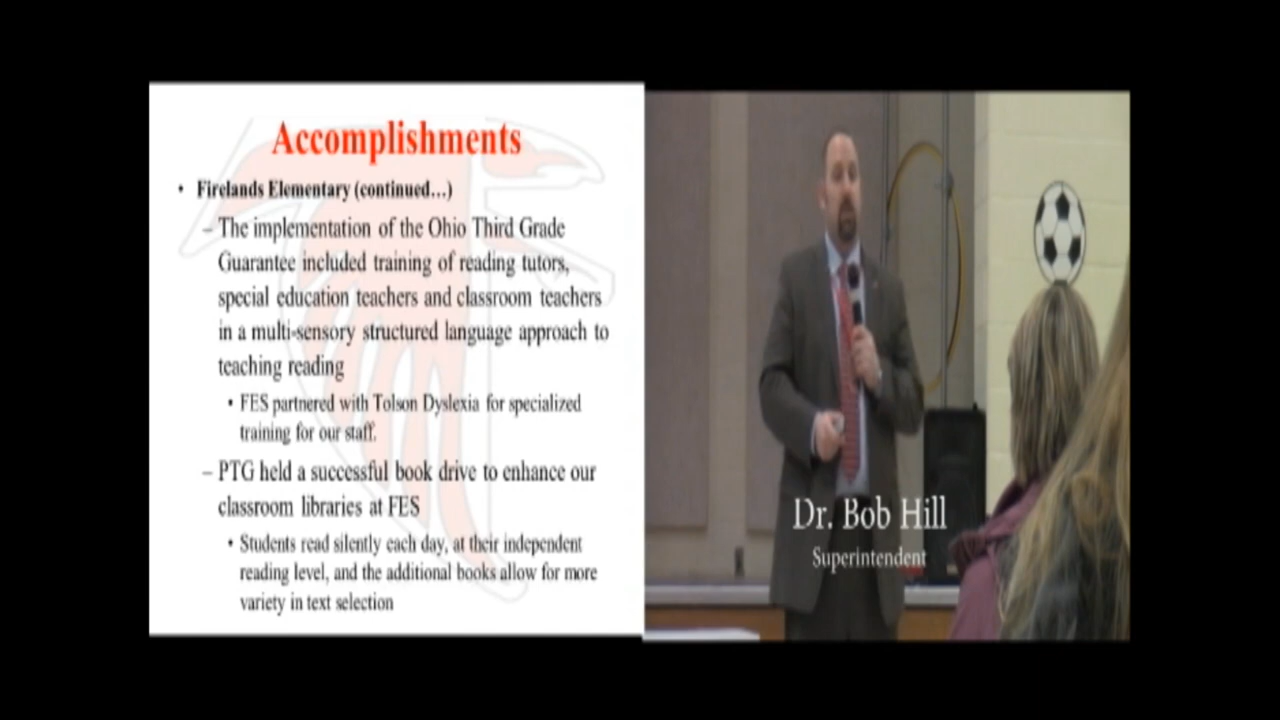 Accomplishments
• Firelands Elementary (continued...)
– The implementation of the Ohio Third Grade
Guarantee included training of reading tutors,
special education teachers and classroom teachers
in a multi-sensory structured language approach to
teaching reading
• FES partnered with Tolson Dyslexia for specialized
training for our staff.
– PTG held a successful book drive to enhance our
classroom libraries at FES
• Students read silently each day, at their independent
reading level, and the additional books allow for more
variety in text selection
Dr. Bob Hill
Superintendent